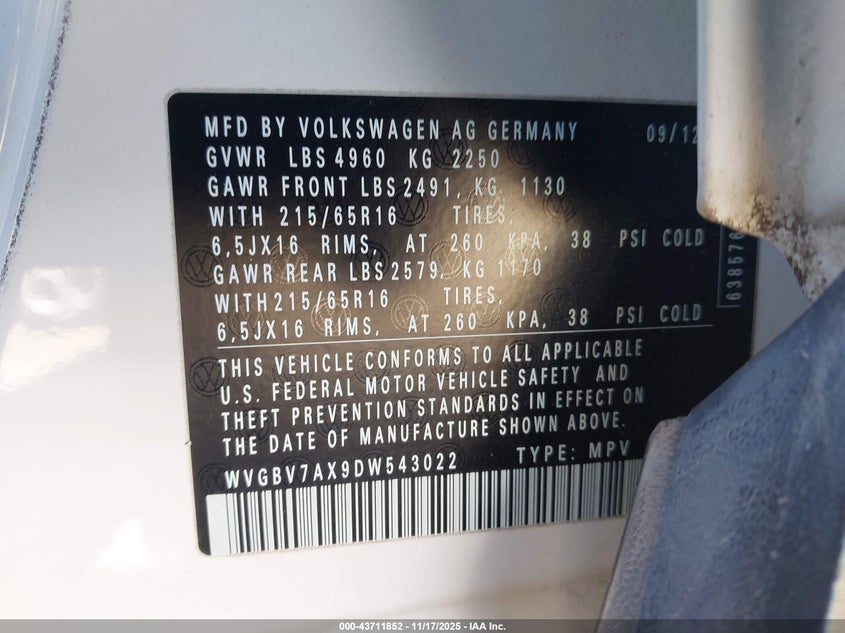 MFD BY VOLKSWAGEN AG GERMANY 09/12
GVWR LBS 4960 KG 2250
GAWR FRONT LBS 2491, KG 1130
WITH 215/65R16 TIRES,
6,5JX16 RIMS, AT 260 KPA, 38 PSI COLD
GAWR REAR LBS 2579, KG 1170
WITH 215/65R16 TIRES,
6,5JX16 RIMS, AT 260 KPA, 38 PSI COLD
638576
THIS VEHICLE CONFORMS TO ALL APPLICABLE
U.S. FEDERAL MOTOR VEHICLE SAFETY AND
THEFT PREVENTION STANDARDS IN EFFECT ON
THE DATE OF MANUFACTURE SHOWN ABOVE.
WVGBV7AX9DW543022 TYPE: MPV
000-43711852 - 11/17/2025 - IAA Inc.